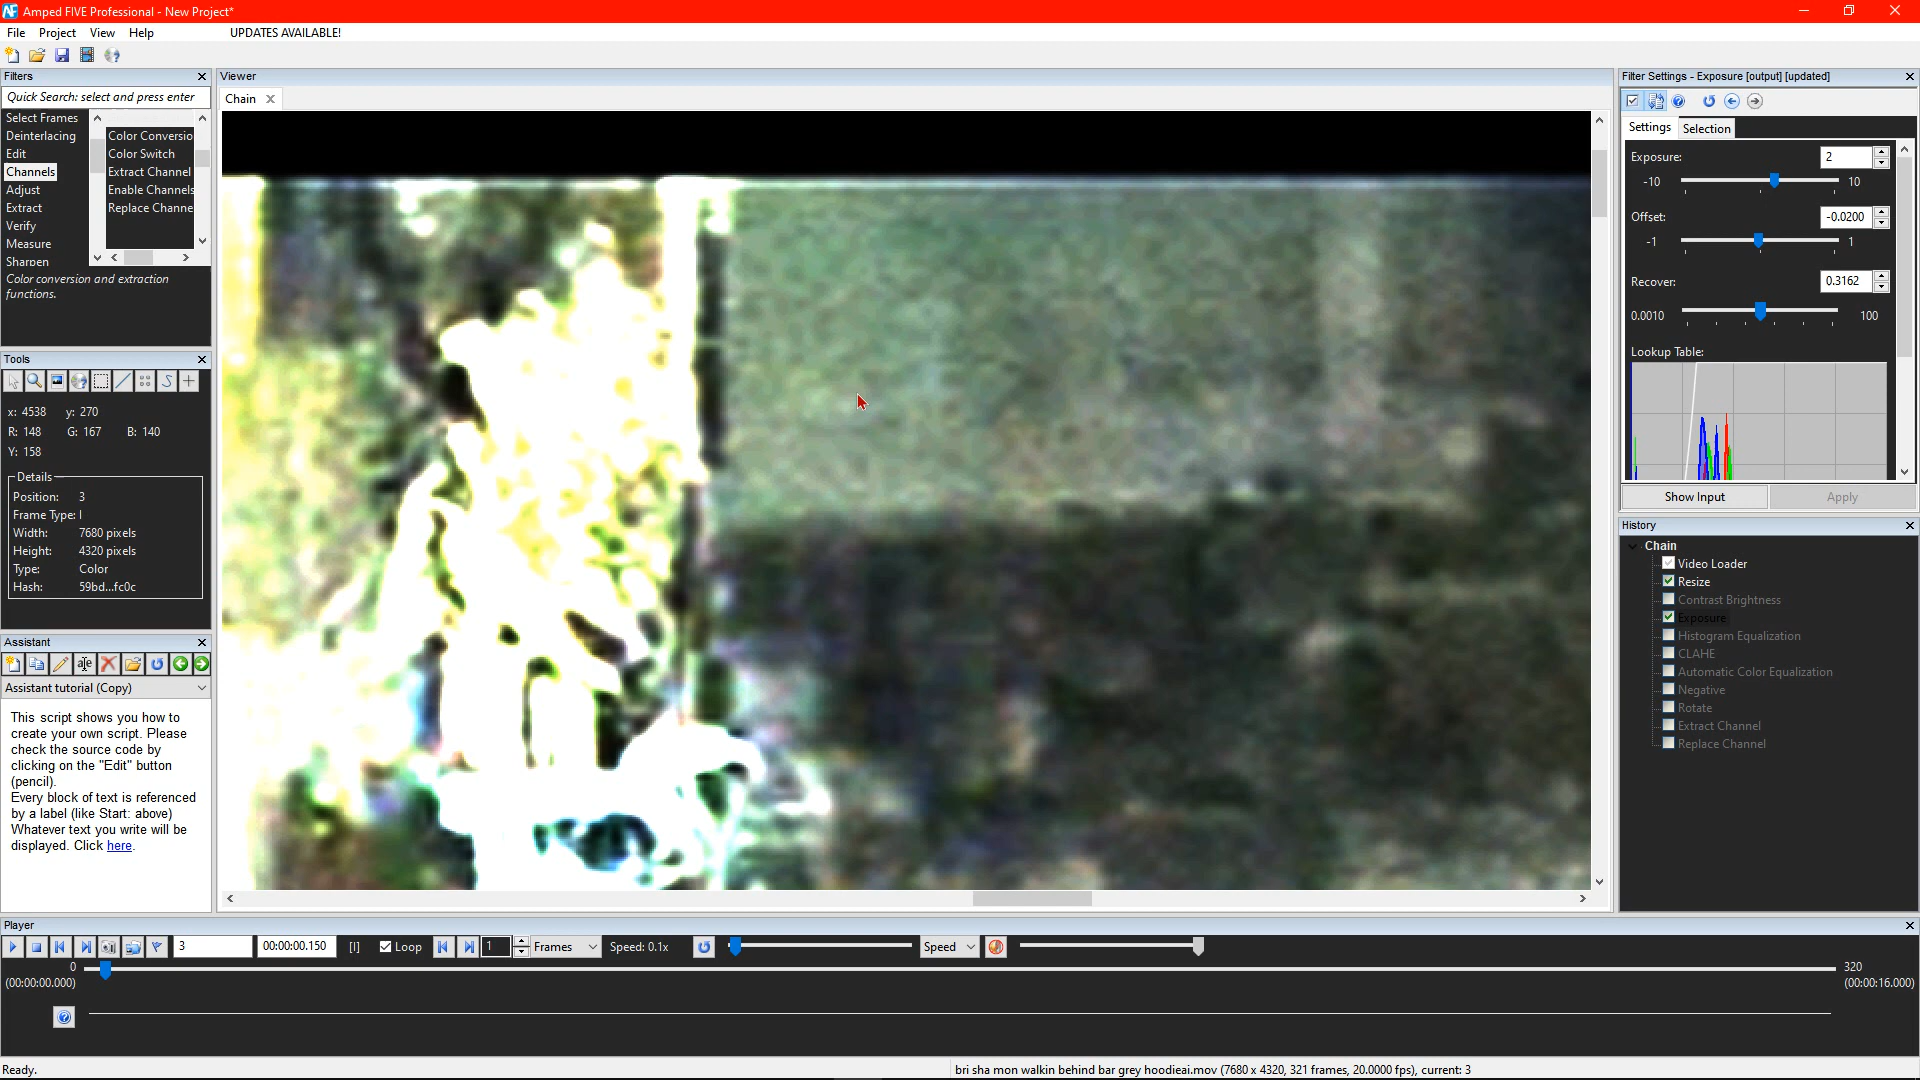 Amped FIVE Professional - New Project*
File Project View Help UPDATES AVAILABLE!
Filters
Quick Search: select and press enter
Select Frames
Deinterlacing
Edit
Channels
Adjust
Extract
Verify
Measure
Sharpen
Color Conversio
Color Switch
Extract Channel
Enable Channels
Replace Channe
Color conversion and extraction
functions.
Tools
x: 4538 y: 270
R: 148 G: 167 B: 140
Y: 158
Details
Position: 3
Frame Type: I
Width: 7680 pixels
Height: 4320 pixels
Type: Color
Hash: 59bd...fc0c
Assistant
Assistant tutorial (Copy)
This script shows you how to
create your own script. Please
check the source code by
clicking on the "Edit" button
(pencil).
Every block of text is referenced
by a label (like Start: above)
Whatever text you write will be
displayed. Click here.
Viewer
Chain
Filter Settings - Exposure [output] [updated]
Settings Selection
Exposure: 2
-10 10
Offset: -0.0200
-1 1
Recover: 0.3162
0.0010 100
Lookup Table:
Show Input Apply
History
Chain
Video Loader
Resize
Contrast Brightness
Exposure
Histogram Equalization
CLAHE
Automatic Color Equalization
Negative
Rotate
Extract Channel
Replace Channel
Player
3 00:00:00.150 [I] Loop 1 Frames Speed: 0.1x Speed
0 320
(00:00:00.000) (00:00:16.000)
Ready. bri sha mon walkin behind bar grey hoodieai.mov (7680 x 4320, 321 frames, 20.0000 fps), current: 3